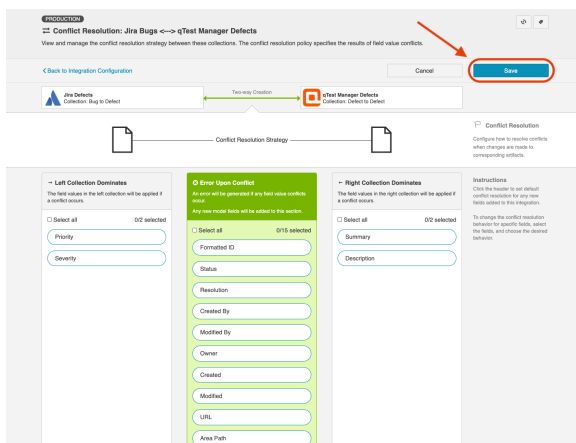 PRODUCTION
Conflict Resolution: Jira Bugs <---> qTest Manager Defects
View and manage the conflict resolution strategy between these collections. The conflict resolution policy specifies the results of field value conflicts.
Back to Integration Configuration
Cancel
Save
Jira Defects
Collection: Bug to Defect
Two-way Creation
qTest Manager Defects
Collection: Defect to Defect
Conflict Resolution Strategy
Conflict Resolution
Configure how to resolve conflicts
when changes are made to
corresponding artifacts.
Instructions
Click the header to set default
conflict resolution for any new
fields added to this integration.
To change the conflict resolution
behavior for specific fields, select
the fields, and choose the desired
behavior.
Left Collection Dominates
The field values in the left collection will be applied if
a conflict occurs.
Select all 0/2 selected
Priority
Severity
Error Upon Conflict
An error will be generated if any field value conflicts
occur.
Any new model fields will be added to this section.
Select all 0/15 selected
Formatted ID
Status
Resolution
Created By
Modified By
Owner
Created
Modified
URL
Area Path
Right Collection Dominates
The field values in the right collection will be applied if
a conflict occurs.
Select all 0/2 selected
Summary
Description